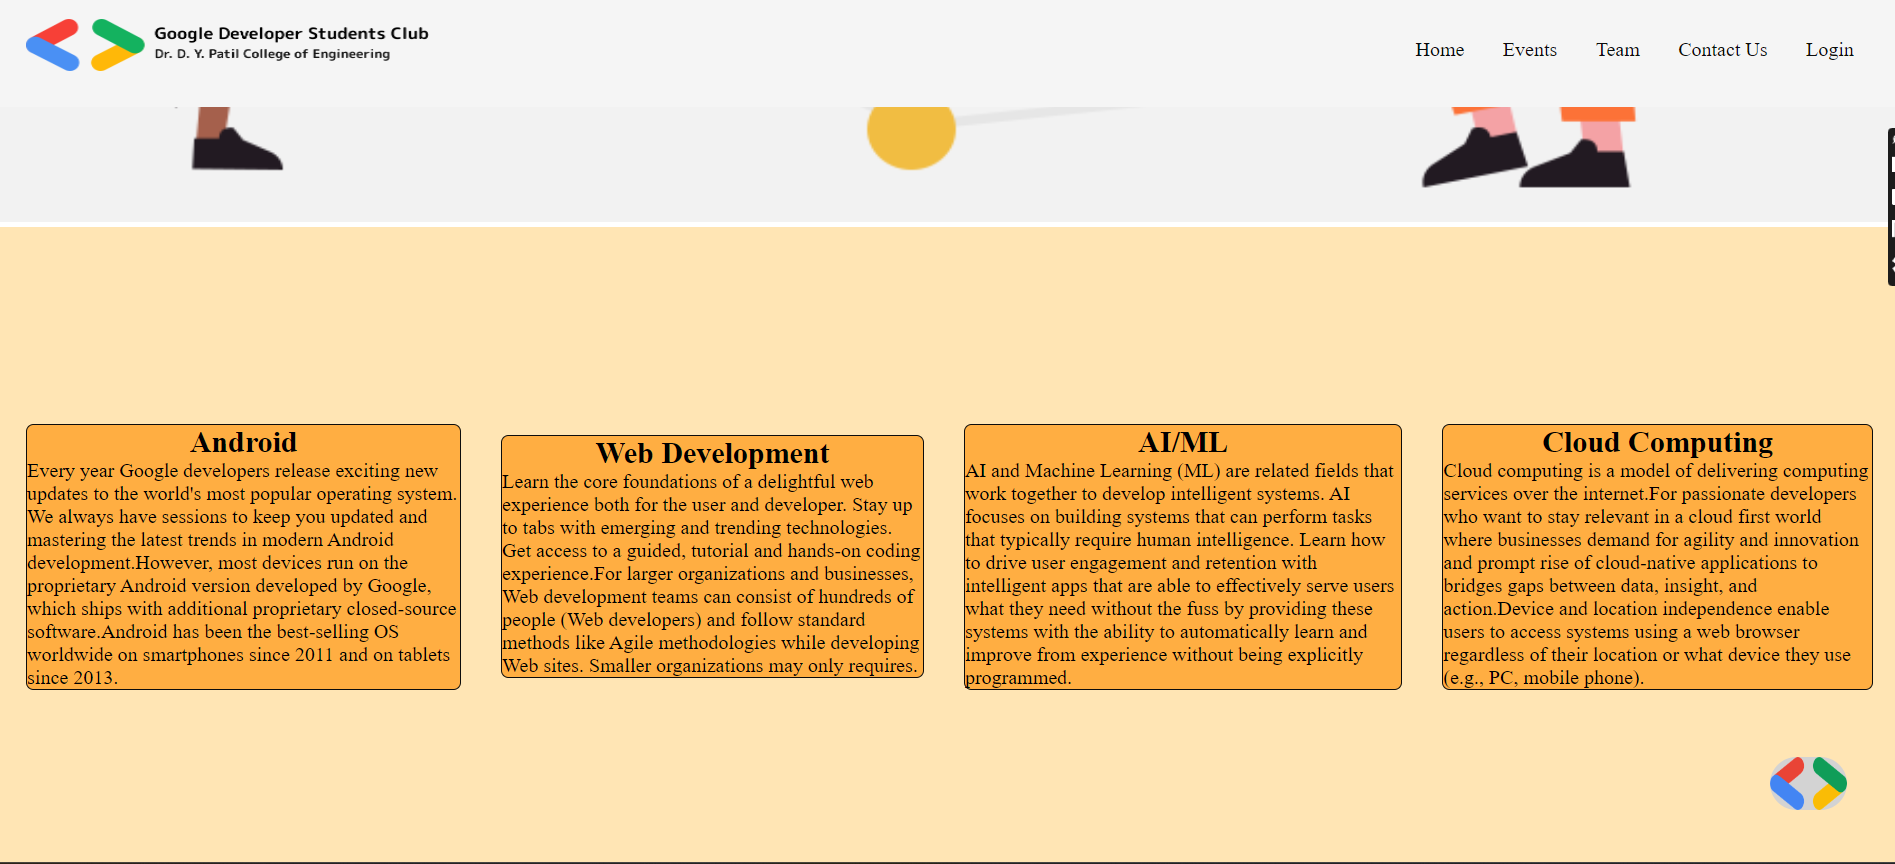 Google Developer Students Club
Dr. D. Y. Patil College of Engineering
Home Events Team Contact Us Login
Android
Every year Google developers release exciting new
updates to the world's most popular operating system.
We always have sessions to keep you updated and
mastering the latest trends in modern Android
development.However, most devices run on the
proprietary Android version developed by Google,
which ships with additional proprietary closed-source
software.Android has been the best-selling OS
worldwide on smartphones since 2011 and on tablets
since 2013.
Web Development
Learn the core foundations of a delightful web
experience both for the user and developer. Stay up
to tabs with emerging and trending technologies.
Get access to a guided, tutorial and hands-on coding
experience.For larger organizations and businesses,
Web development teams can consist of hundreds of
people (Web developers) and follow standard
methods like Agile methodologies while developing
Web sites. Smaller organizations may only requires.
AI/ML
AI and Machine Learning (ML) are related fields that
work together to develop intelligent systems. AI
focuses on building systems that can perform tasks
that typically require human intelligence. Learn how
to drive user engagement and retention with
intelligent apps that are able to effectively serve users
what they need without the fuss by providing these
systems with the ability to automatically learn and
improve from experience without being explicitly
programmed.
Cloud Computing
Cloud computing is a model of delivering computing
services over the internet.For passionate developers
who want to stay relevant in a cloud first world
where businesses demand for agility and innovation
and prompt rise of cloud-native applications to
bridges gaps between data, insight, and
action.Device and location independence enable
users to access systems using a web browser
regardless of their location or what device they use
(e.g., PC, mobile phone).